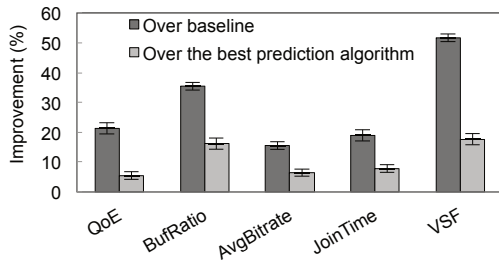 Improvement (%)
60
50
40
30
20
10
0
Over baseline
Over the best prediction algorithm
QoE
BufRatio
AvgBitrate
JoinTime
VSF